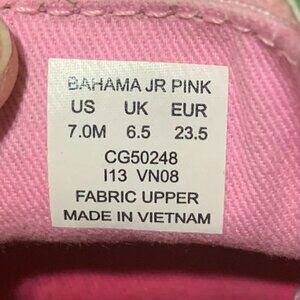 BAHAMA JR PINK
US UK EUR
7.0M 6.5 23.5
CG50248
I13 VN08
FABRIC UPPER
MADE IN VIETNAM